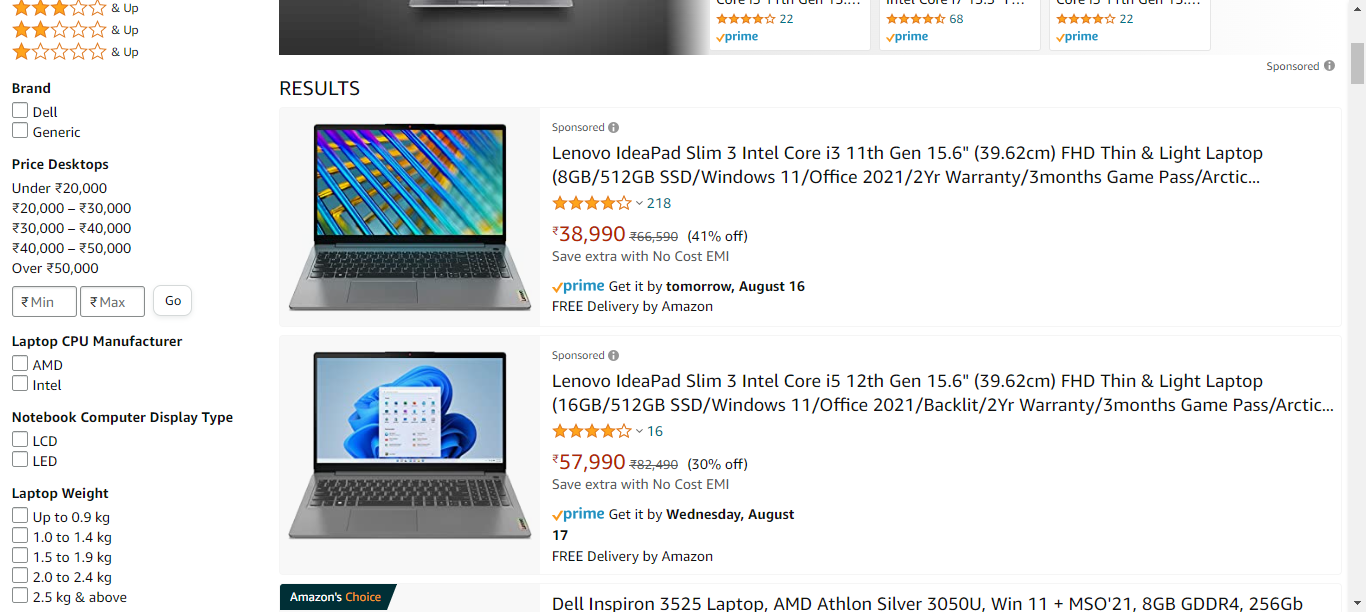 & Up
& Up
& Up
Brand
Dell
Generic
Price Desktops
Under ₹20,000
₹20,000 – ₹30,000
₹30,000 – ₹40,000
₹40,000 – ₹50,000
Over ₹50,000
₹ Min ₹ Max Go
Laptop CPU Manufacturer
AMD
Intel
Notebook Computer Display Type
LCD
LED
Laptop Weight
Up to 0.9 kg
1.0 to 1.4 kg
1.5 to 1.9 kg
2.0 to 2.4 kg
2.5 kg & above
22
prime
68
prime
22
prime
Sponsored
RESULTS
Sponsored
Lenovo IdeaPad Slim 3 Intel Core i3 11th Gen 15.6" (39.62cm) FHD Thin & Light Laptop
(8GB/512GB SSD/Windows 11/Office 2021/2Yr Warranty/3months Game Pass/Arctic...
218
₹38,990 ₹66,590 (41% off)
Save extra with No Cost EMI
prime Get it by tomorrow, August 16
FREE Delivery by Amazon
Sponsored
Lenovo IdeaPad Slim 3 Intel Core i5 12th Gen 15.6" (39.62cm) FHD Thin & Light Laptop
(16GB/512GB SSD/Windows 11/Office 2021/Backlit/2Yr Warranty/3months Game Pass/Arctic...
16
₹57,990 ₹82,490 (30% off)
Save extra with No Cost EMI
prime Get it by Wednesday, August
17
FREE Delivery by Amazon
Amazon's Choice
Dell Inspiron 3525 Laptop, AMD Athlon Silver 3050U, Win 11 + MSO'21, 8GB GDDR4, 256Gb